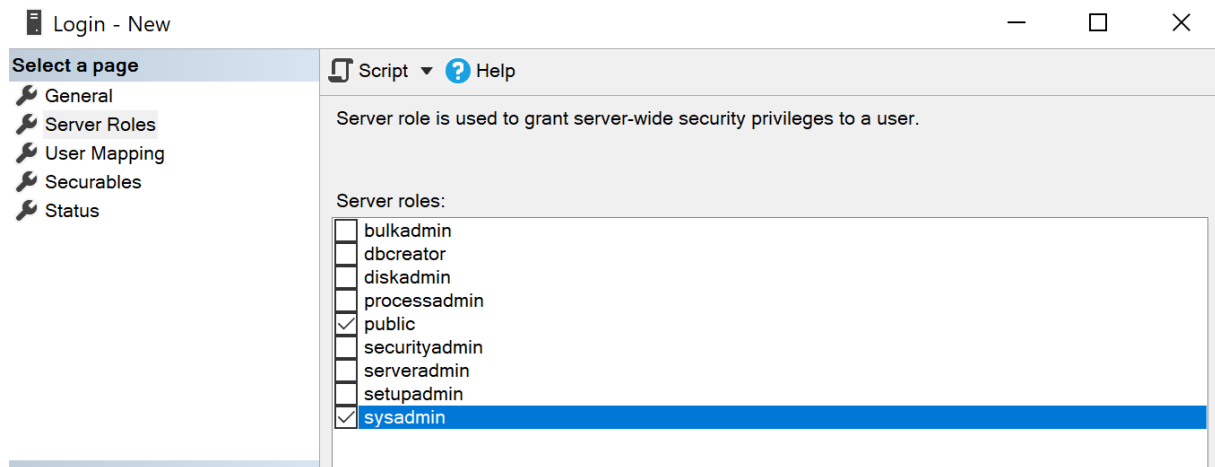 Login - New
Select a page
General
Server Roles
User Mapping
Securables
Status
Script
Help
Server role is used to grant server-wide security privileges to a user.
Server roles:
bulkadmin
dbcreator
diskadmin
processadmin
public
securityadmin
serveradmin
setupadmin
sysadmin